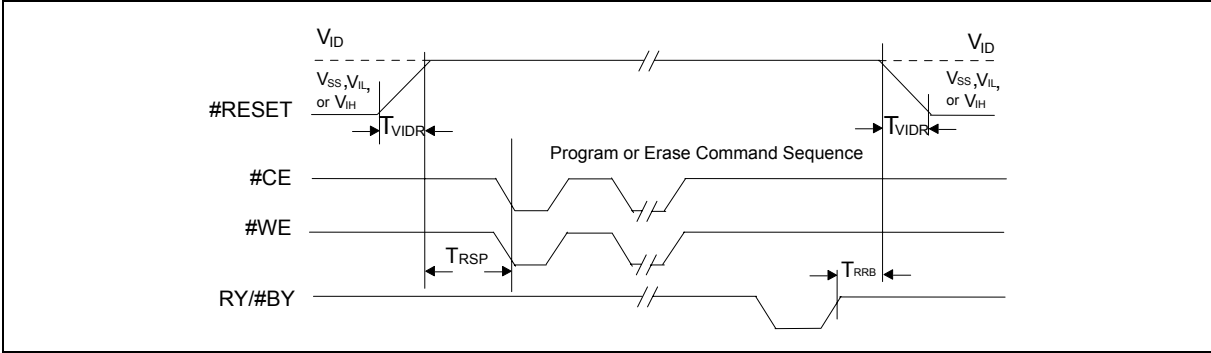 VID VID
VSS,VIL, or VIH VSS,VIL, or VIH
#RESET
TVIDR TVIDR
Program or Erase Command Sequence
#CE
#WE
TRSP TRRB
RY/#BY